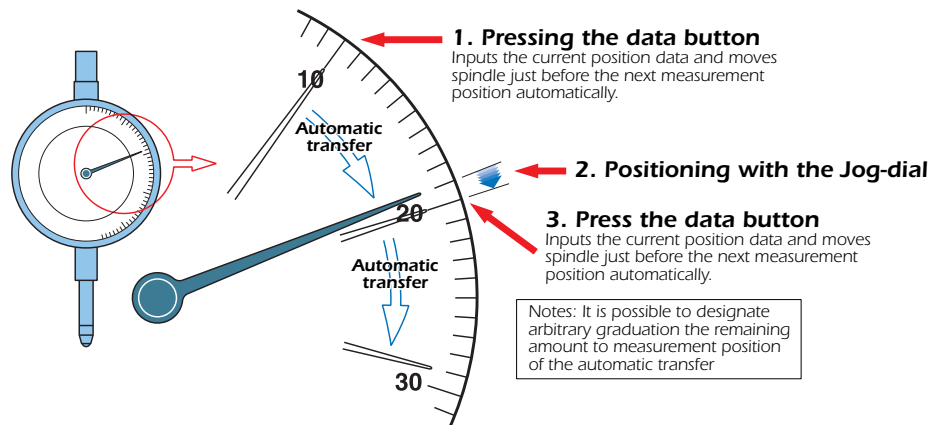 1. Pressing the data button
Inputs the current position data and moves
spindle just before the next measurement
position automatically.
10
Automatic
transfer
2. Positioning with the Jog-dial
20
3. Press the data button
Inputs the current position data and moves
spindle just before the next measurement
position automatically.
Automatic
transfer
Notes: It is possible to designate
arbitrary graduation the remaining
amount to measurement position
of the automatic transfer
30